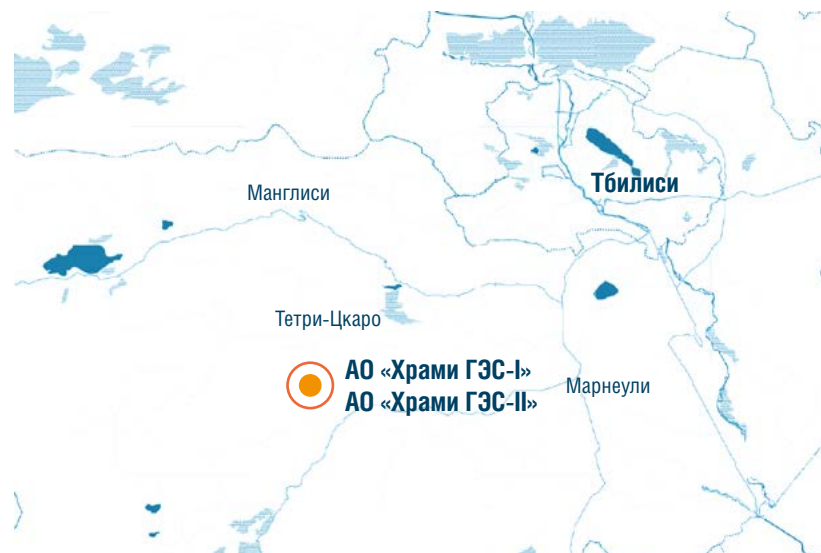 Тбилиси
Манглиси
Тетри-Цкаро
АО «Храми ГЭС-I»
АО «Храми ГЭС-II»
Марнеули